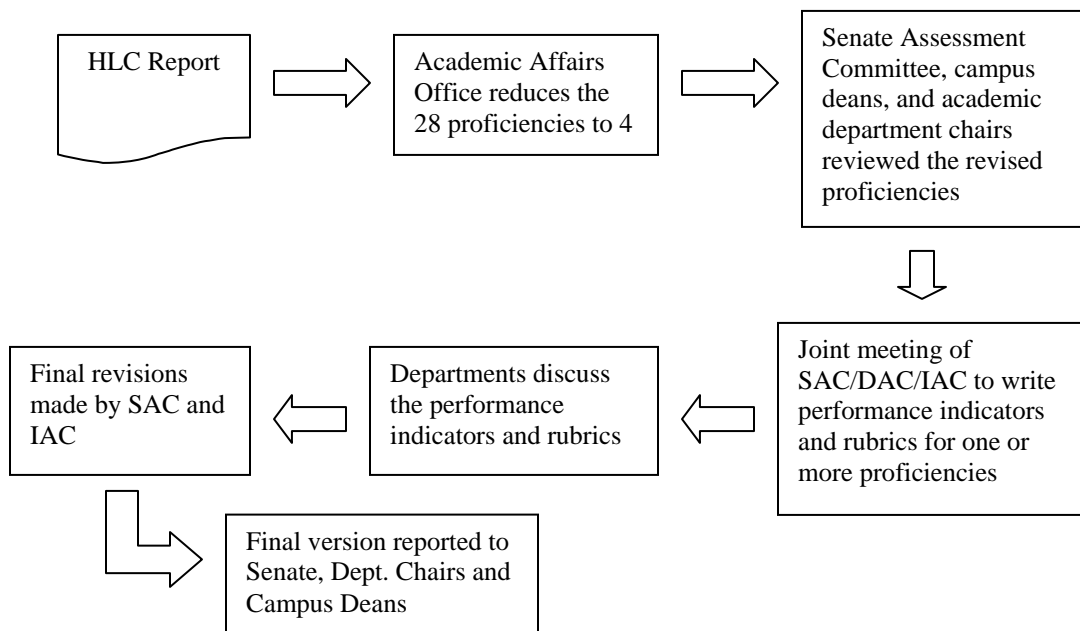 HLC Report
Academic Affairs
Office reduces the
28 proficiencies to 4
Senate Assessment
Committee, campus
deans, and academic
department chairs
reviewed the revised
proficiencies
Joint meeting of
SAC/DAC/IAC to write
performance indicators
and rubrics for one or
more proficiencies
Departments discuss
the performance
indicators and rubrics
Final revisions
made by SAC and
IAC
Final version reported to
Senate, Dept. Chairs and
Campus Deans